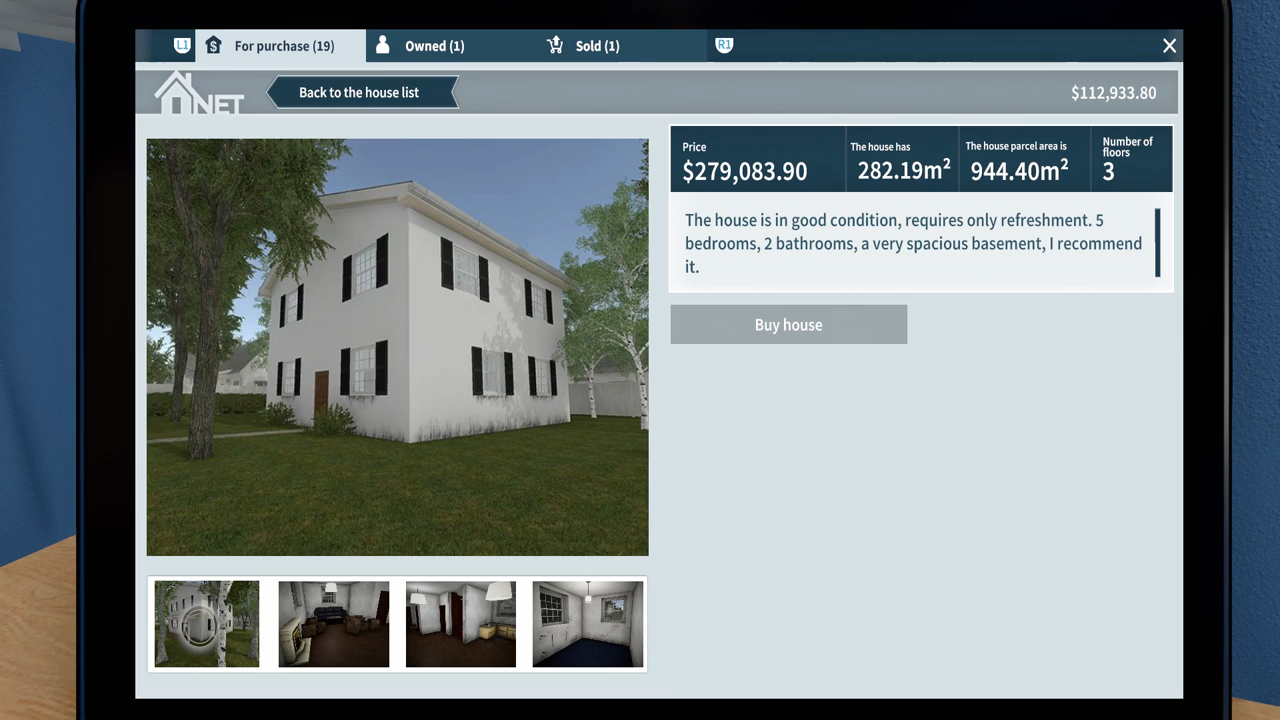 L1
For purchase (19)
Owned (1)
Sold (1)
R1
NET
Back to the house list
$112,933.80
Price
$279,083.90
The house has
282.19m²
The house parcel area is
944.40m²
Number of
floors
3
The house is in good condition, requires only refreshment. 5
bedrooms, 2 bathrooms, a very spacious basement, I recommend
it.
Buy house